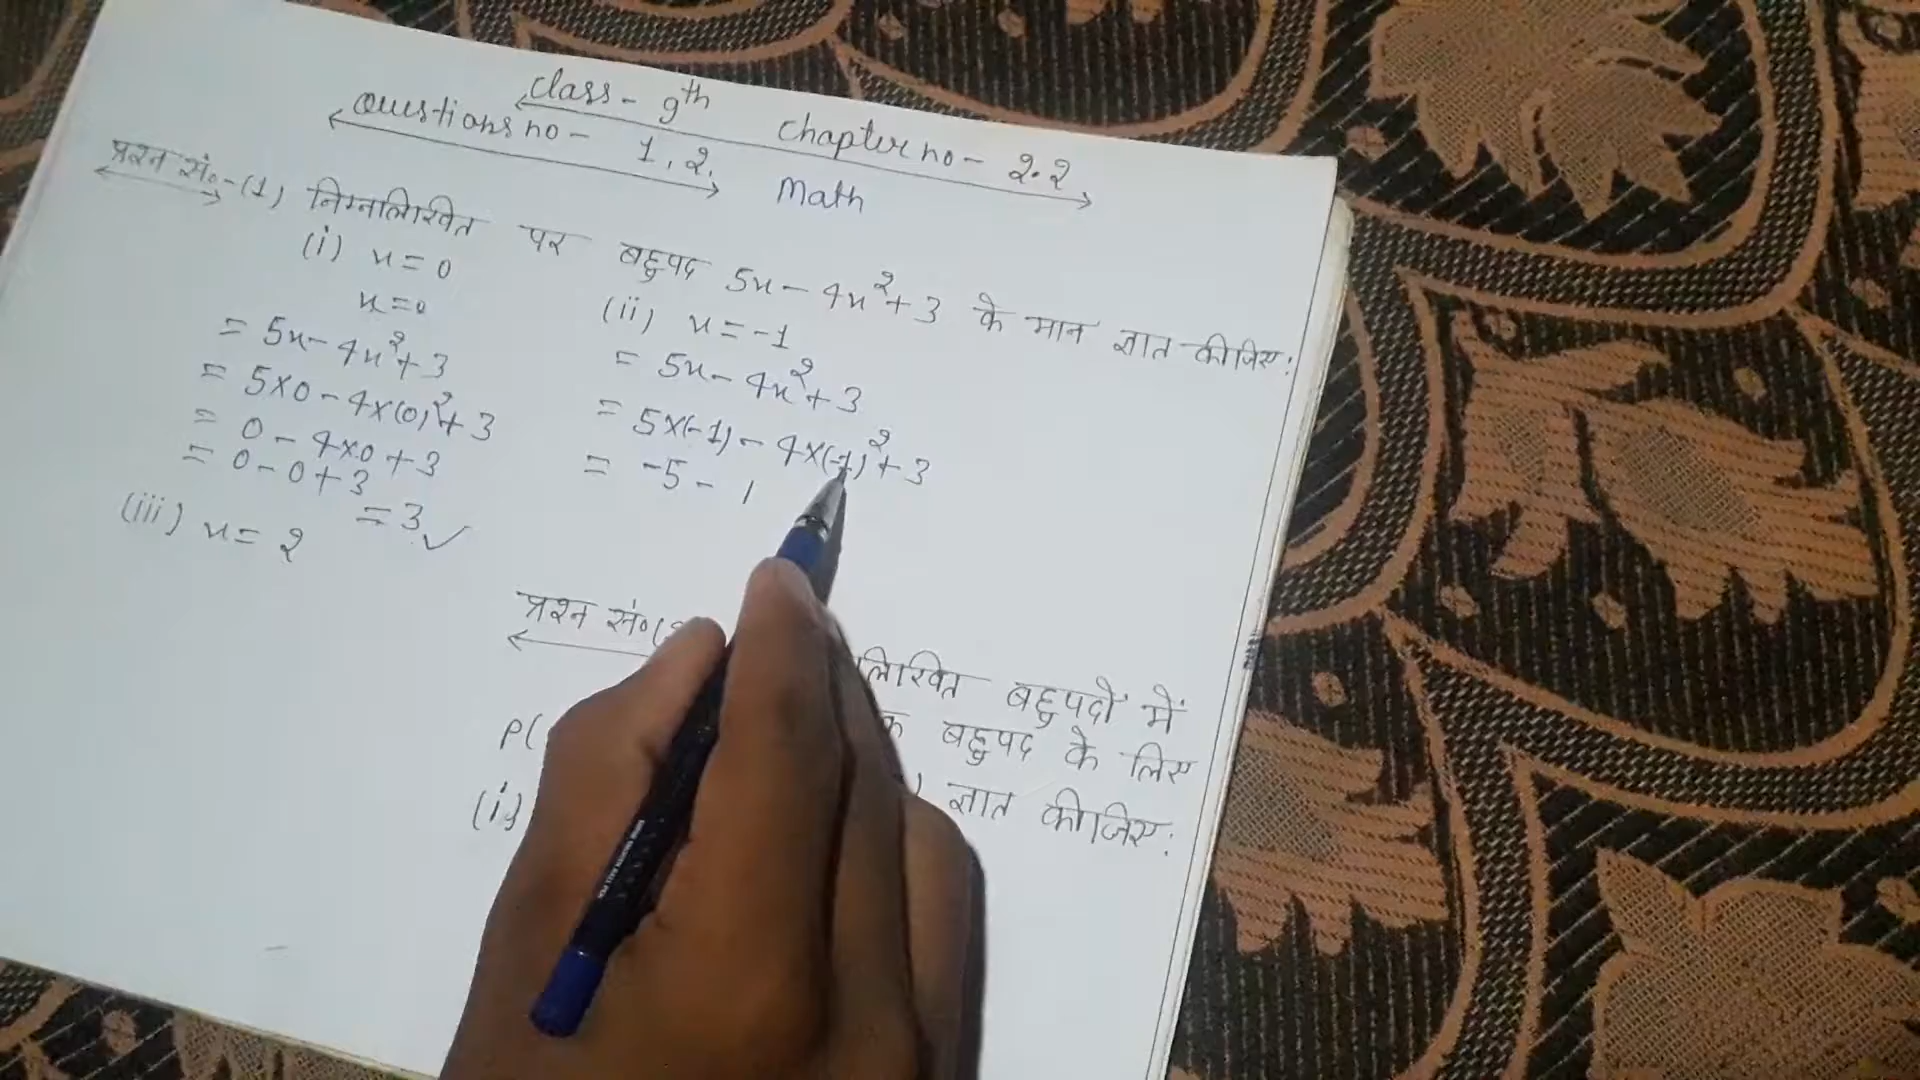 class - 9th chapter no - 2.2
Questions no - 1, 2. Math
प्रश्न सं०-(1) निम्नलिखित पर बहुपद 5x - 4x² + 3 के मान ज्ञात कीजिए:
(i) x = 0
x = 0
= 5x - 4x² + 3
= 5×0 - 4×(0)² + 3
= 0 - 4×0 + 3
= 0 - 0 + 3
= 3 ✓
(ii) x = -1
= 5x - 4x² + 3
= 5×(-1) - 4×(-1)² + 3
= -5 -
(iii) x = 2
प्रश्न सं०(
लिखित बहुपदों में
P( बहुपद के लिए
(i) ज्ञात कीजिए: